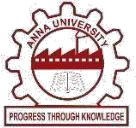 ANNA UNIVERSITY
PROGRESS THROUGH KNOWLEDGE